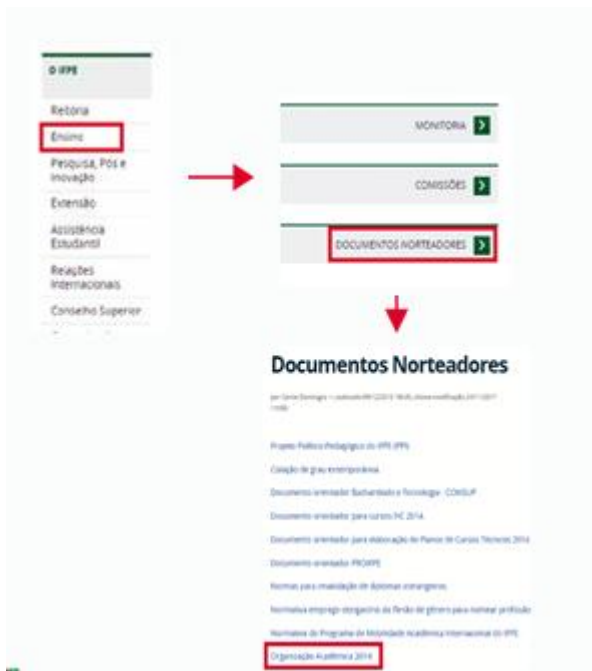 O IFPE
Reitoria
Ensino
Pesquisa, Pós e
Inovação
Extensão
Assistência
Estudantil
Relações
Internacionais
Conselho Superior
MONITORIA
COMISSÕES
DOCUMENTOS NORTEADORES
Documentos Norteadores
Projeto Político Pedagógico do IFPE (PPI)
Colação de grau extemporânea
Documento orientador Bacharelado e Tecnologia - CONSUP
Documento orientador para cursos FIC 2014
Documento orientador para elaboração de Planos de Cursos Técnicos 2014
Documento orientador PROIFPE
Normas para revalidação de diplomas estrangeiros
Normativa emprego obrigatório da flexão de gênero para nomear profissão
Normativa do Programa de Mobilidade Acadêmica Internacional do IFPE
Organização Acadêmica 2014